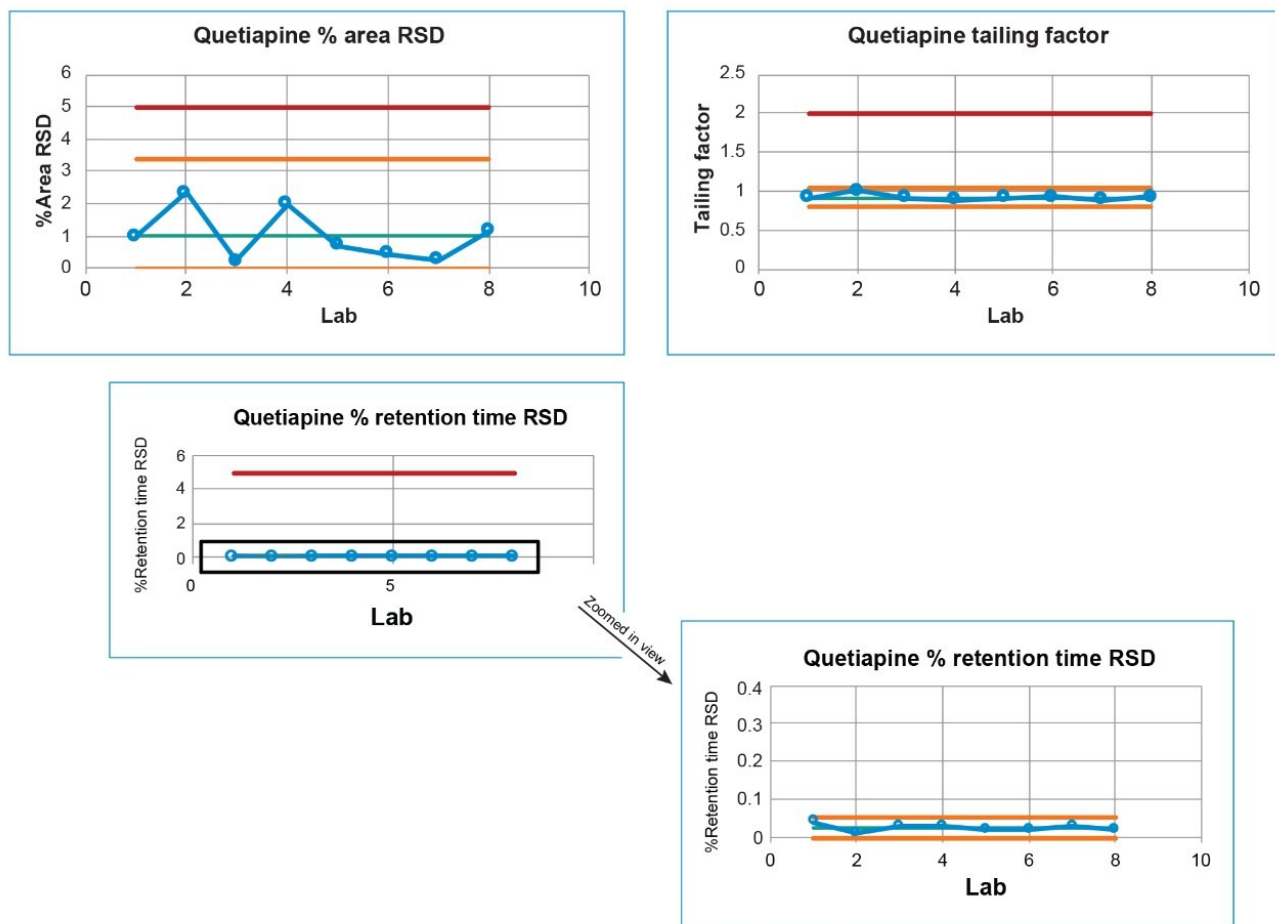 Quetiapine % area RSD
%Area RSD
6
5
4
3
2
1
0
0 2 4 6 8 10
Lab
Quetiapine tailing factor
Tailing factor
2.5
2
1.5
1
0.5
0
0 2 4 6 8 10
Lab
Quetiapine % retention time RSD
%Retention time RSD
6
4
2
0
0 5
Lab
Zoomed in view
Quetiapine % retention time RSD
%Retention time RSD
0.4
0.3
0.2
0.1
0
0 2 4 6 8 10
Lab